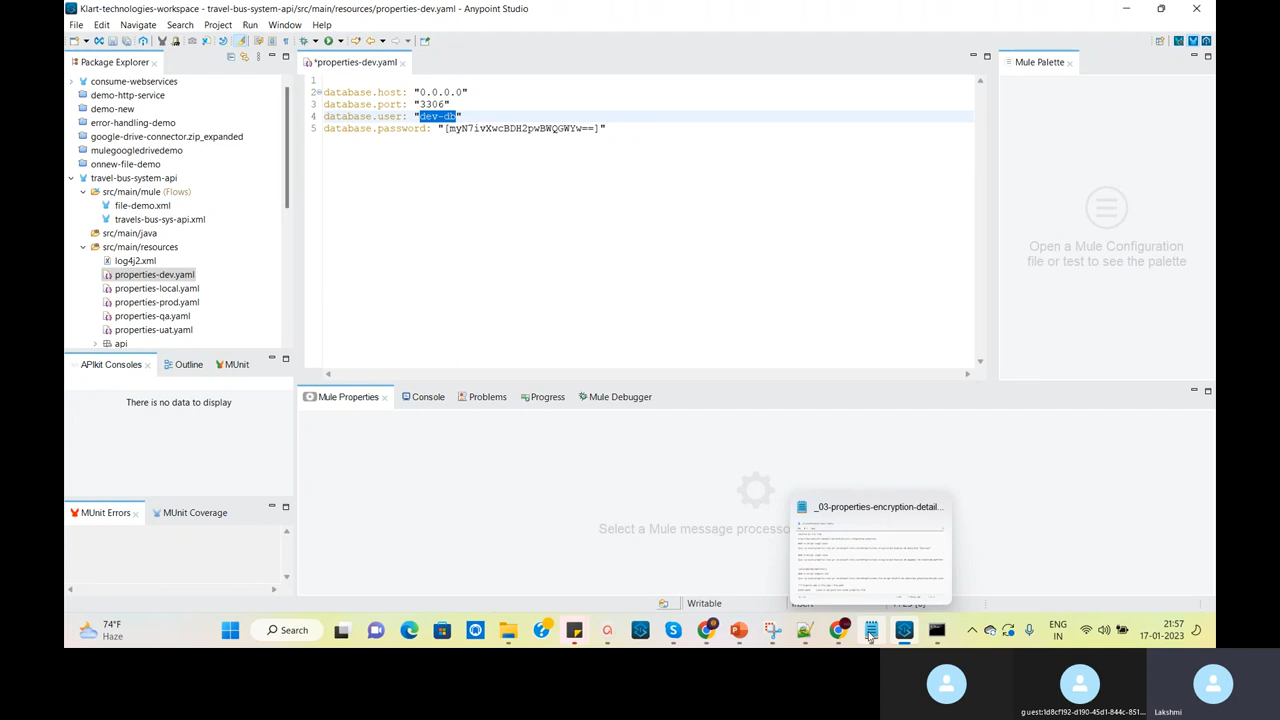 Klart-technologies-workspace - travel-bus-system-api/src/main/resources/properties-dev.yaml - Anypoint Studio
File Edit Navigate Search Project Run Window Help
Package Explorer
consume-webservices
demo-http-service
demo-new
error-handling-demo
google-drive-connector.zip_expanded
mulegoogledrivedemo
onnew-file-demo
travel-bus-system-api
src/main/mule (Flows)
file-demo.xml
travels-bus-sys-api.xml
src/main/java
src/main/resources
log4j2.xml
properties-dev.yaml
properties-local.yaml
properties-prod.yaml
properties-qa.yaml
properties-uat.yaml
api
*properties-dev.yaml
1
2 database.host: "0.0.0.0"
3 database.port: "3306"
4 database.user: "dev-db"
5 database.password: "[myN7ivXwcBDH2pwBWQGWYw==]"
Mule Palette
Open a Mule Configuration
file or test to see the palette
APIkit Consoles Outline MUnit
There is no data to display
MUnit Errors MUnit Coverage
Mule Properties Console Problems Progress Mule Debugger
Select a Mule message processo
_03-properties-encryption-detail...
Writable
74°F
Haze
Search
ENG
IN
21:57
17-01-2023
guest:1d8cf192-d190-45d1-844c-851...
Lakshmi